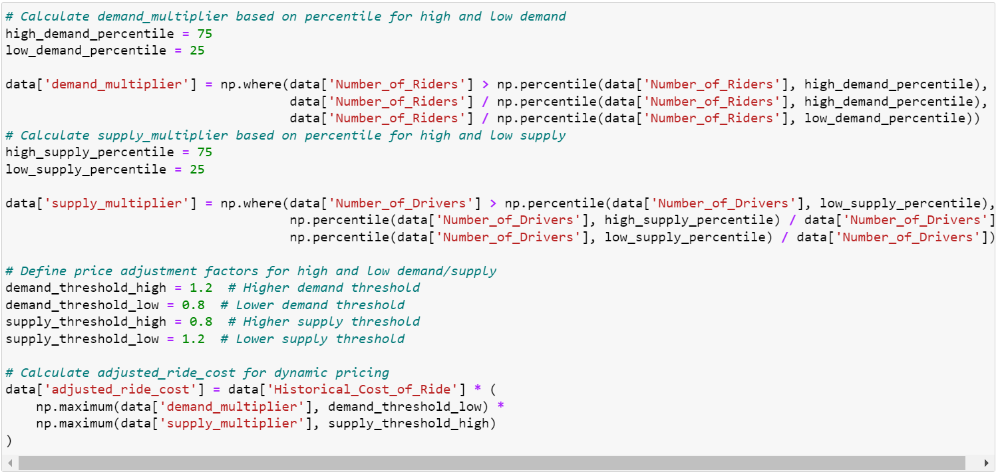 # Calculate demand_multiplier based on percentile for high and low demand
high_demand_percentile = 75
low_demand_percentile = 25

data['demand_multiplier'] = np.where(data['Number_of_Riders'] > np.percentile(data['Number_of_Riders'], high_demand_percentile),
                                     data['Number_of_Riders'] / np.percentile(data['Number_of_Riders'], high_demand_percentile),
                                     data['Number_of_Riders'] / np.percentile(data['Number_of_Riders'], low_demand_percentile))
# Calculate supply_multiplier based on percentile for high and low supply
high_supply_percentile = 75
low_supply_percentile = 25

data['supply_multiplier'] = np.where(data['Number_of_Drivers'] > np.percentile(data['Number_of_Drivers'], low_supply_percentile),
                                     np.percentile(data['Number_of_Drivers'], high_supply_percentile) / data['Number_of_Drivers']
                                     np.percentile(data['Number_of_Drivers'], low_supply_percentile) / data['Number_of_Drivers'])

# Define price adjustment factors for high and low demand/supply
demand_threshold_high = 1.2  # Higher demand threshold
demand_threshold_low = 0.8  # Lower demand threshold
supply_threshold_high = 0.8  # Higher supply threshold
supply_threshold_low = 1.2  # Lower supply threshold

# Calculate adjusted_ride_cost for dynamic pricing
data['adjusted_ride_cost'] = data['Historical_Cost_of_Ride'] * (
    np.maximum(data['demand_multiplier'], demand_threshold_low) *
    np.maximum(data['supply_multiplier'], supply_threshold_high)
)